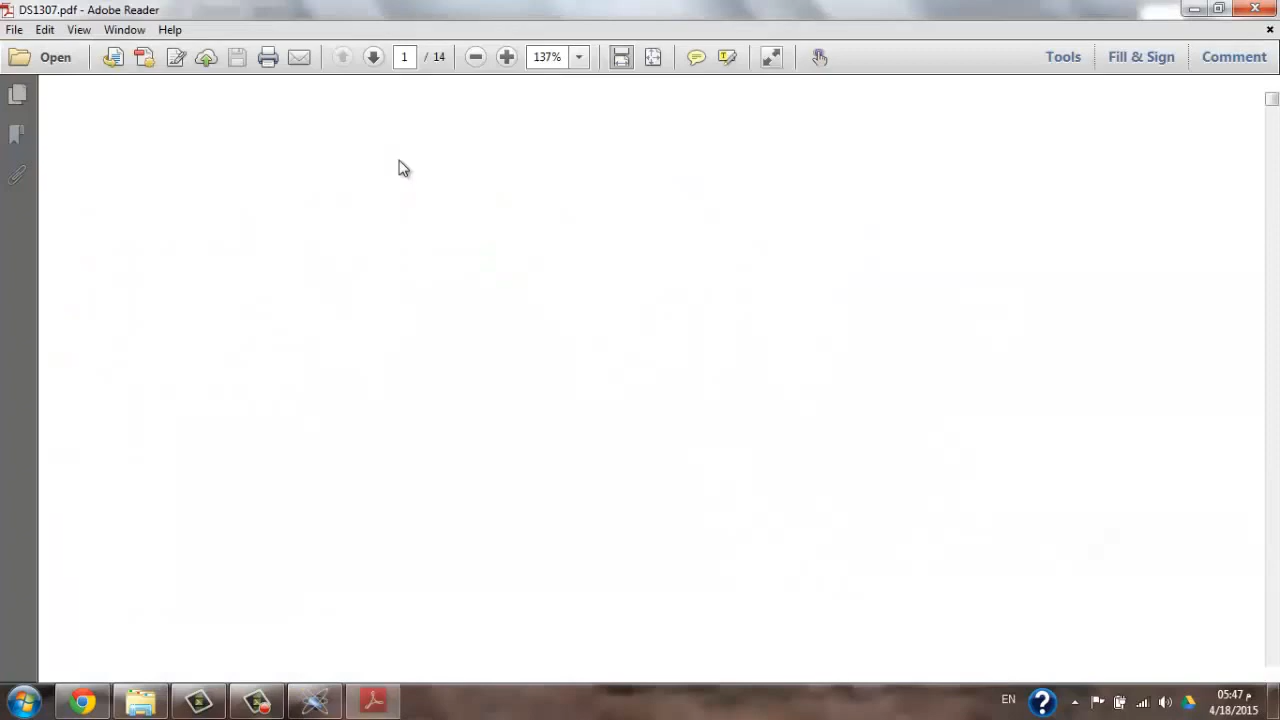 DS1307.pdf - Adobe Reader
File Edit View Window Help
Open 1 / 14 137% Tools Fill & Sign Comment
EN 05:47 م
4/18/2015